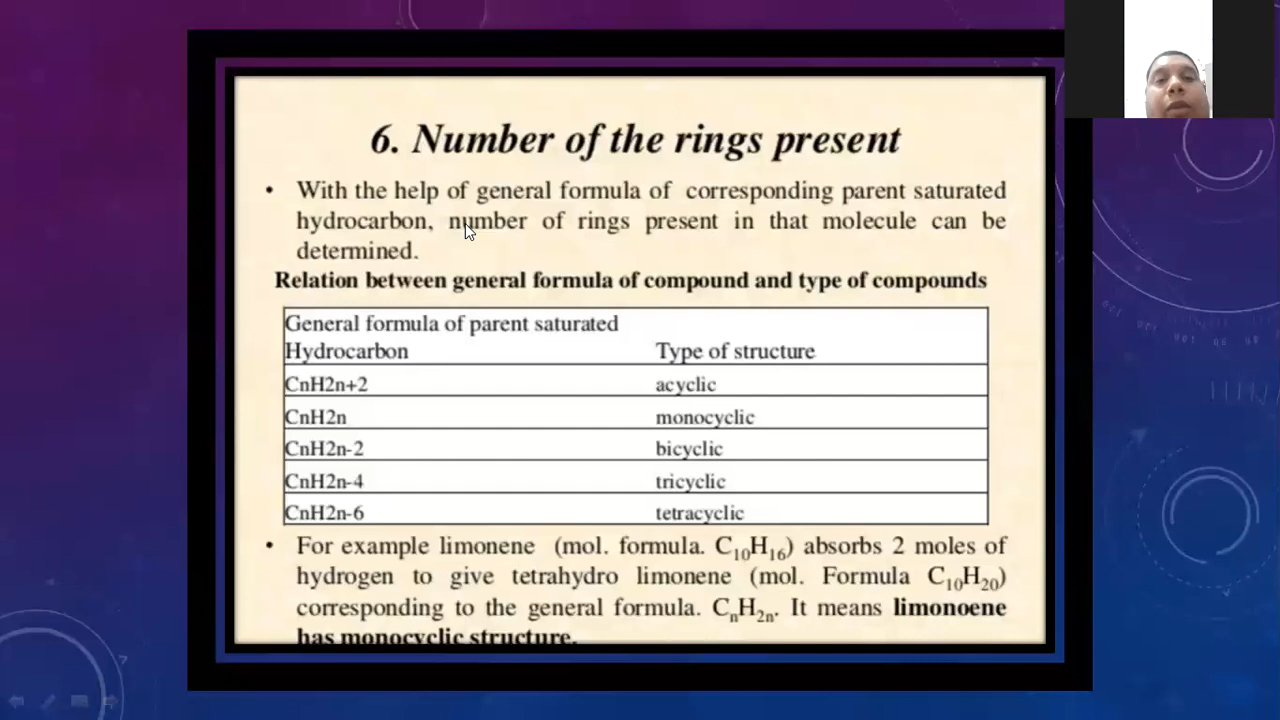 6. Number of the rings present
• With the help of general formula of corresponding parent saturated
hydrocarbon, number of rings present in that molecule can be
determined.
Relation between general formula of compound and type of compounds
General formula of parent saturated
Hydrocarbon Type of structure
CnH2n+2 acyclic
CnH2n monocyclic
CnH2n-2 bicyclic
CnH2n-4 tricyclic
CnH2n-6 tetracyclic
• For example limonene (mol. formula. C₁₀H₁₆) absorbs 2 moles of
hydrogen to give tetrahydro limonene (mol. Formula C₁₀H₂₀)
corresponding to the general formula. CₙH₂ₙ. It means limonoene
has monocyclic structure.